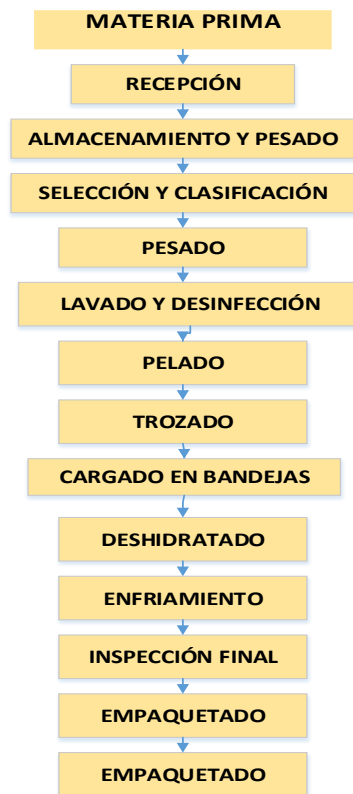 MATERIA PRIMA
RECEPCIÓN
ALMACENAMIENTO Y PESADO
SELECCIÓN Y CLASIFICACIÓN
PESADO
LAVADO Y DESINFECCIÓN
PELADO
TROZADO
CARGADO EN BANDEJAS
DESHIDRATADO
ENFRIAMIENTO
INSPECCIÓN FINAL
EMPAQUETADO
EMPAQUETADO